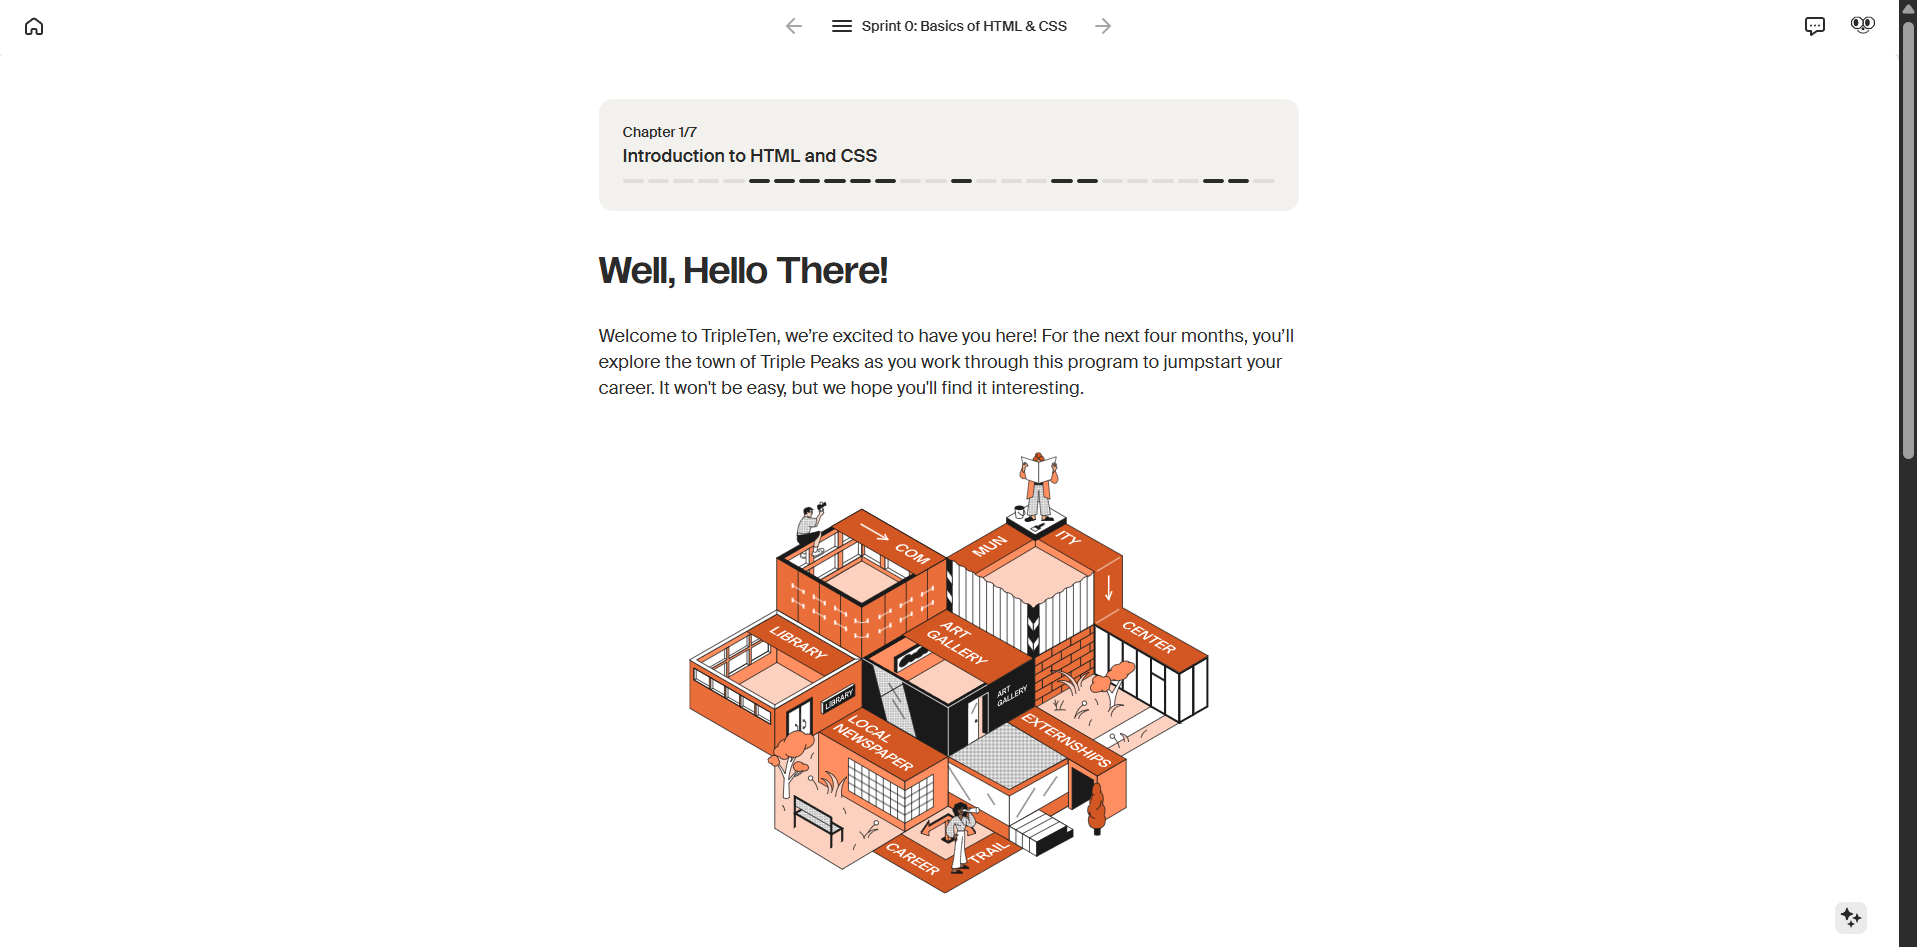 Sprint 0: Basics of HTML & CSS
Chapter 1/7
Introduction to HTML and CSS
Well, Hello There!
Welcome to TripleTen, we’re excited to have you here! For the next four months, you’ll
explore the town of Triple Peaks as you work through this program to jumpstart your
career. It won't be easy, but we hope you'll find it interesting.
COM
MUN
ITY
CENTER
LIBRARY
ART
GALLERY
LIBRARY
ART
GALLERY
LOCAL
NEWSPAPER
EXTERNSHIPS
CAREER
TRAIL